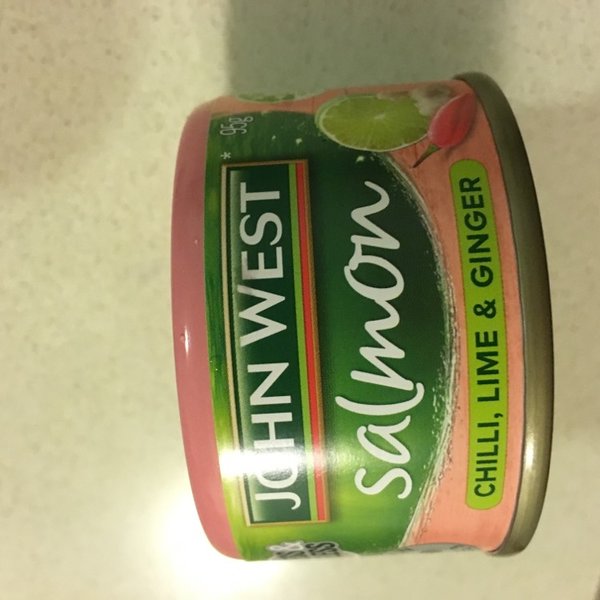 95g
JOHN WEST
salmon
CHILLI, LIME & GINGER